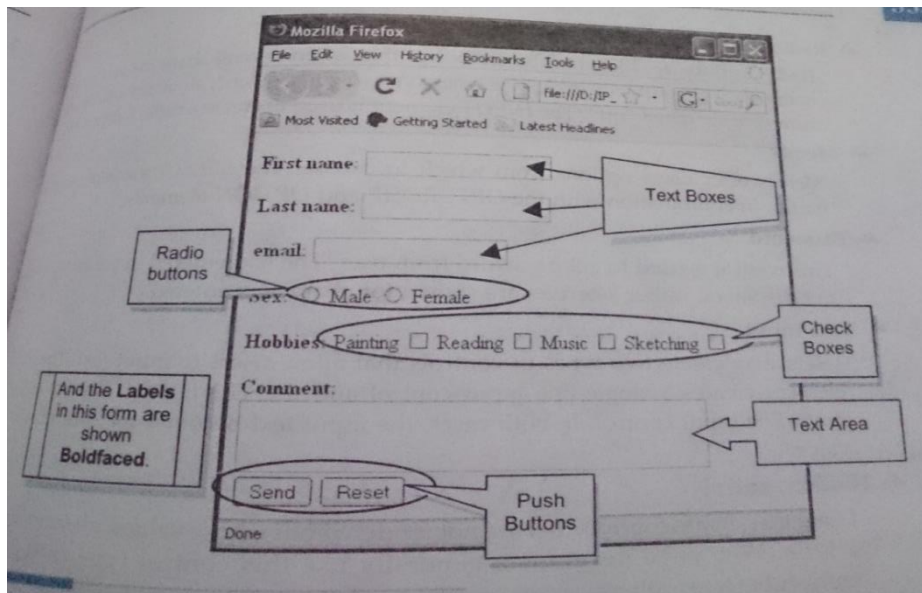 Mozilla Firefox
File Edit View History Bookmarks Tools Help
file:///D:/IP_
Most Visited Getting Started Latest Headlines
First name:
Last name:
email:
Text Boxes
Radio
buttons
Sex: Male Female
Hobbies: Painting Reading Music Sketching
Check
Boxes
Comment:
And the Labels
in this form are
shown
Boldfaced.
Text Area
Send Reset
Push
Buttons
Done